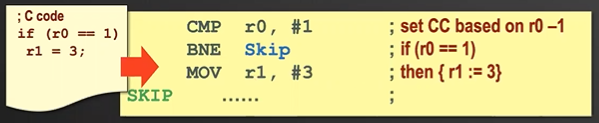 ; C code
if (r0 == 1)
r1 = 3;
CMP r0, #1 ; set CC based on r0 –1
BNE Skip ; if (r0 == 1)
MOV r1, #3 ; then { r1 := 3}
SKIP ...... ;